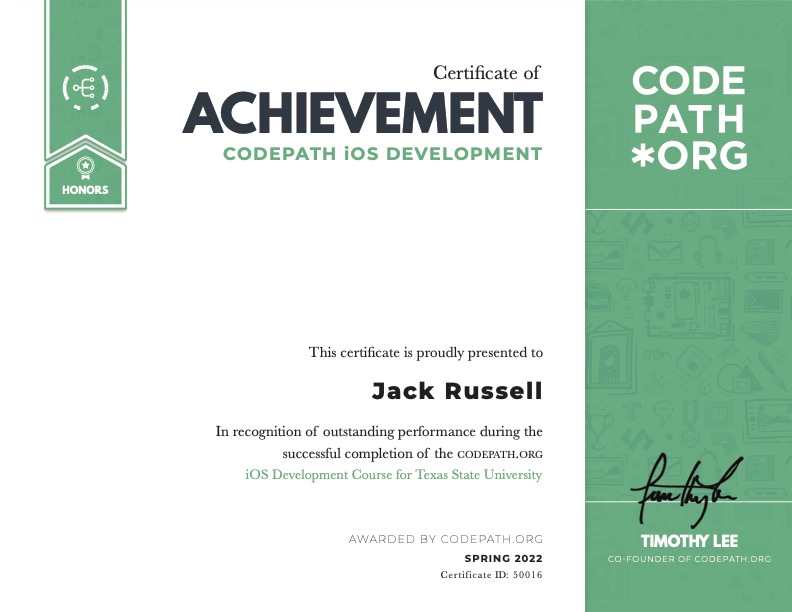 Certificate of
ACHIEVEMENT
CODEPATH iOS DEVELOPMENT
HONORS
CODE
PATH
*ORG
This certificate is proudly presented to
Jack Russell
In recognition of outstanding performance during the
successful completion of the CODEPATH.ORG
iOS Development Course for Texas State University
AWARDED BY CODEPATH.ORG
SPRING 2022
Certificate ID: 50016
TIMOTHY LEE
CO-FOUNDER OF CODEPATH.ORG